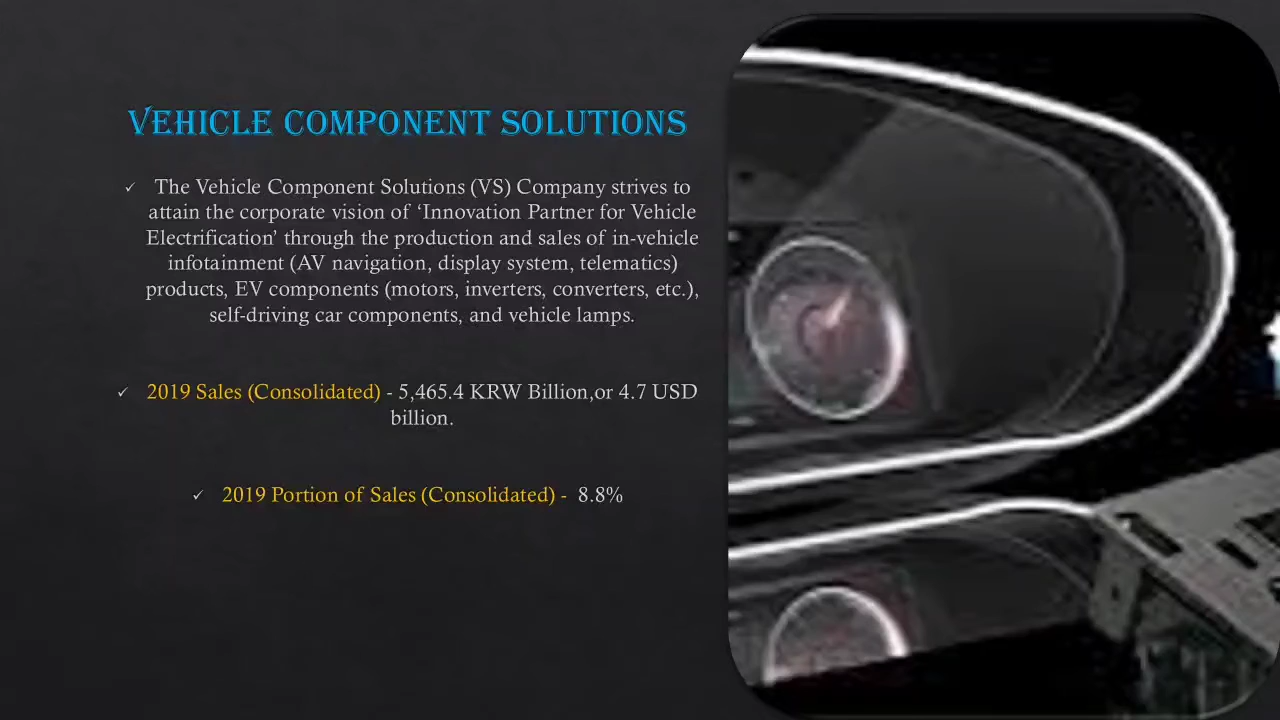 VEHICLE COMPONENT SOLUTIONS
✓ The Vehicle Component Solutions (VS) Company strives to
attain the corporate vision of ‘Innovation Partner for Vehicle
Electrification’ through the production and sales of in-vehicle
infotainment (AV navigation, display system, telematics)
products, EV components (motors, inverters, converters, etc.),
self-driving car components, and vehicle lamps.
✓ 2019 Sales (Consolidated) - 5,465.4 KRW Billion,or 4.7 USD
billion.
✓ 2019 Portion of Sales (Consolidated) - 8.8%